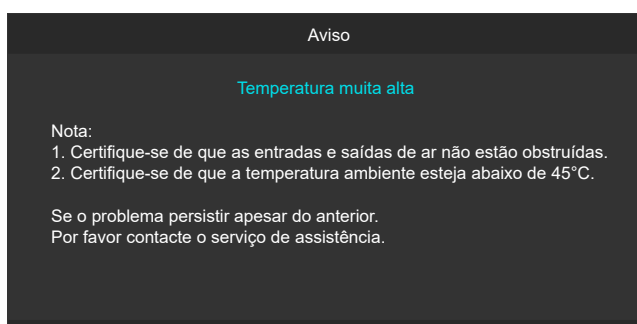 Aviso
Temperatura muita alta
Nota:
1. Certifique-se de que as entradas e saídas de ar não estão obstruídas.
2. Certifique-se de que a temperatura ambiente esteja abaixo de 45°C.
Se o problema persistir apesar do anterior.
Por favor contacte o serviço de assistência.